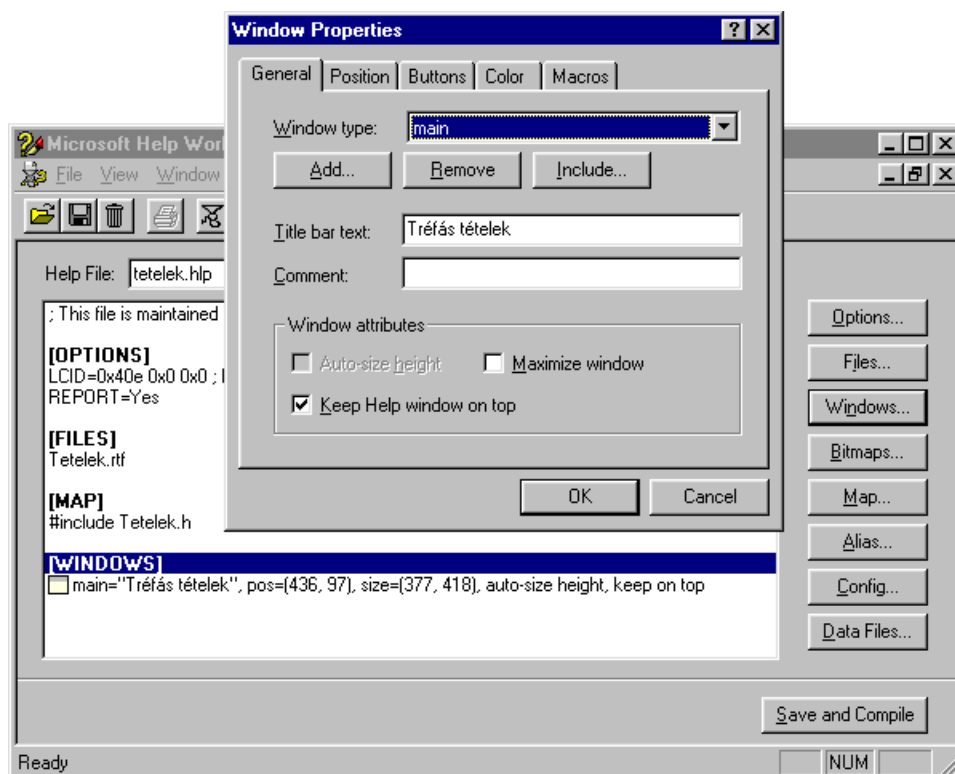 Window Properties
General Position Buttons Color Macros
Window type: main
Add... Remove Include...
Title bar text: Tréfás tételek
Comment:
Window attributes
Auto-size height Maximize window
Keep Help window on top
OK Cancel
Microsoft Help Wor
File View Window
Help File: tetelek.hlp
; This file is maintained
[OPTIONS]
LCID=0x40e 0x0 0x0 ;
REPORT=Yes
[FILES]
Tetelek.rtf
[MAP]
#include Tetelek.h
[WINDOWS]
main="Tréfás tételek", pos=(436, 97), size=(377, 418), auto-size height, keep on top
Options...
Files...
Windows...
Bitmaps...
Map...
Alias...
Config...
Data Files...
Save and Compile
Ready NUM